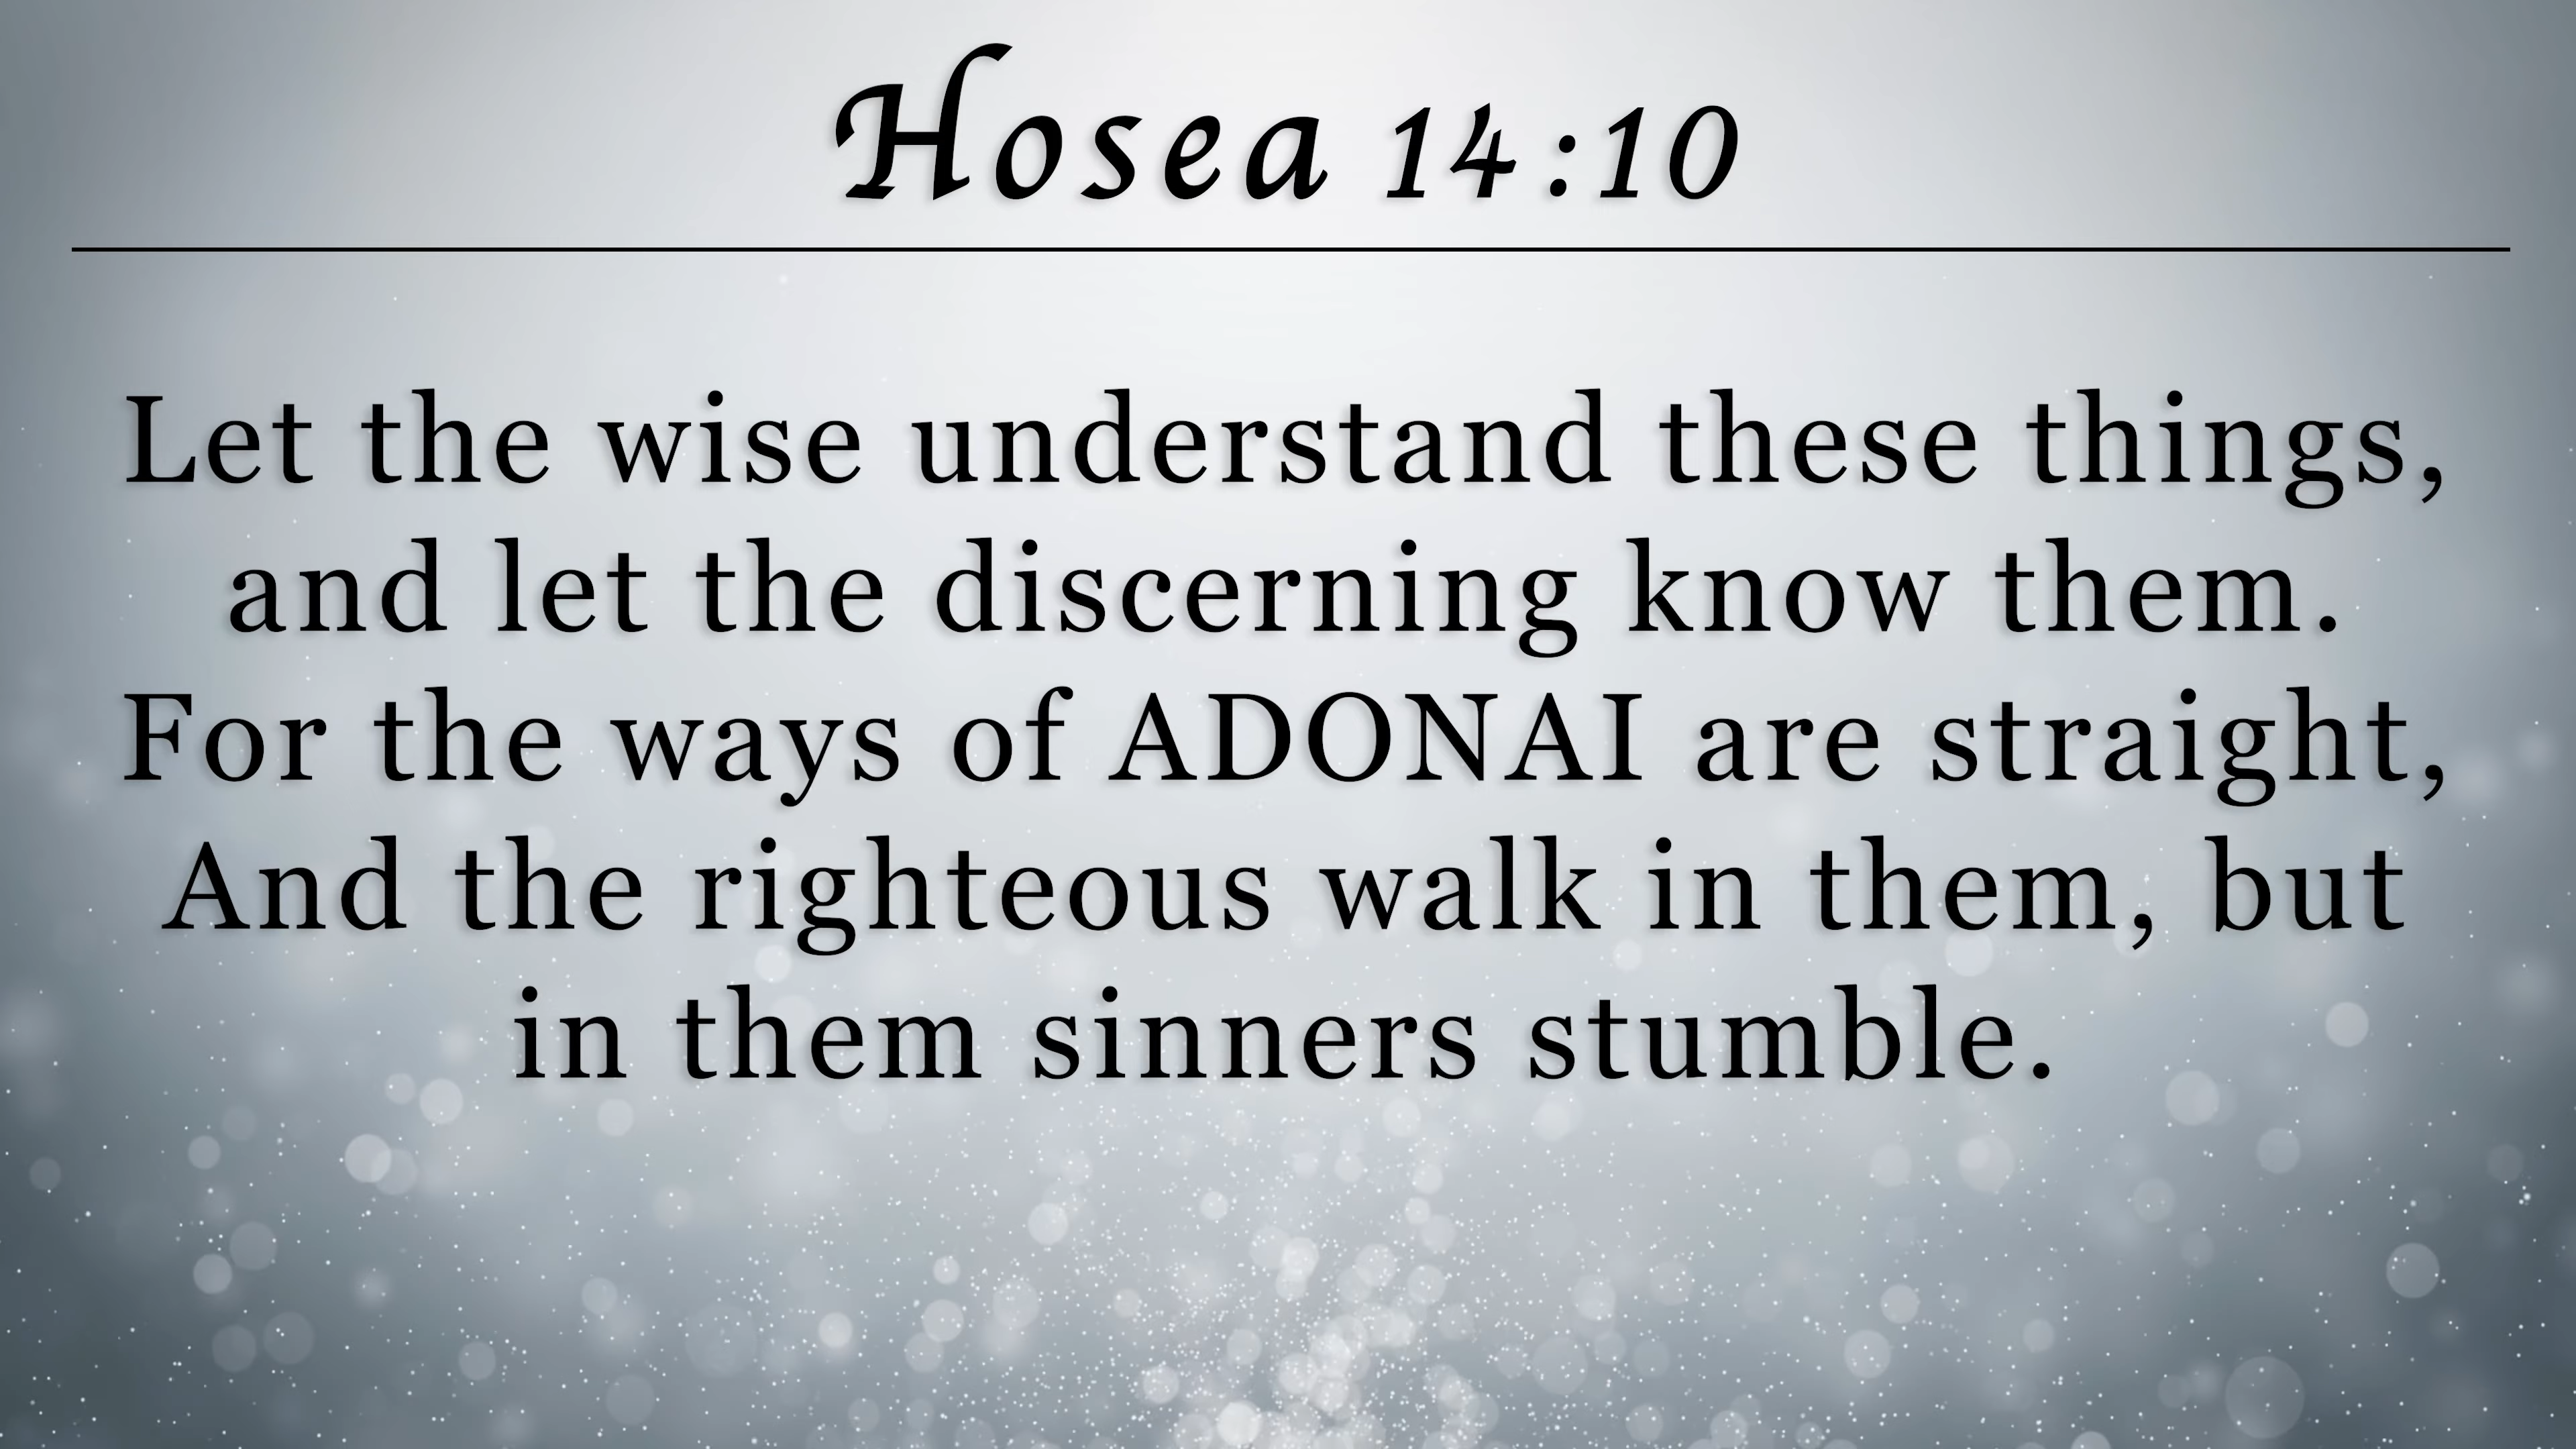 Hosea 14:10
Let the wise understand these things,
and let the discerning know them.
For the ways of ADONAI are straight,
And the righteous walk in them, but
in them sinners stumble.